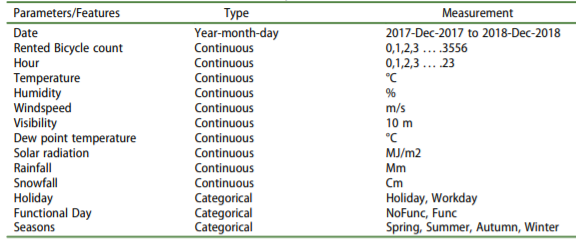 Parameters/Features Type Measurement
Date Year-month-day 2017-Dec-2017 to 2018-Dec-2018
Rented Bicycle count Continuous 0,1,2,3 … .3556
Hour Continuous 0,1,2,3 … .23
Temperature Continuous °C
Humidity Continuous %
Windspeed Continuous m/s
Visibility Continuous 10 m
Dew point temperature Continuous °C
Solar radiation Continuous MJ/m2
Rainfall Continuous Mm
Snowfall Continuous Cm
Holiday Categorical Holiday, Workday
Functional Day Categorical NoFunc, Func
Seasons Categorical Spring, Summer, Autumn, Winter